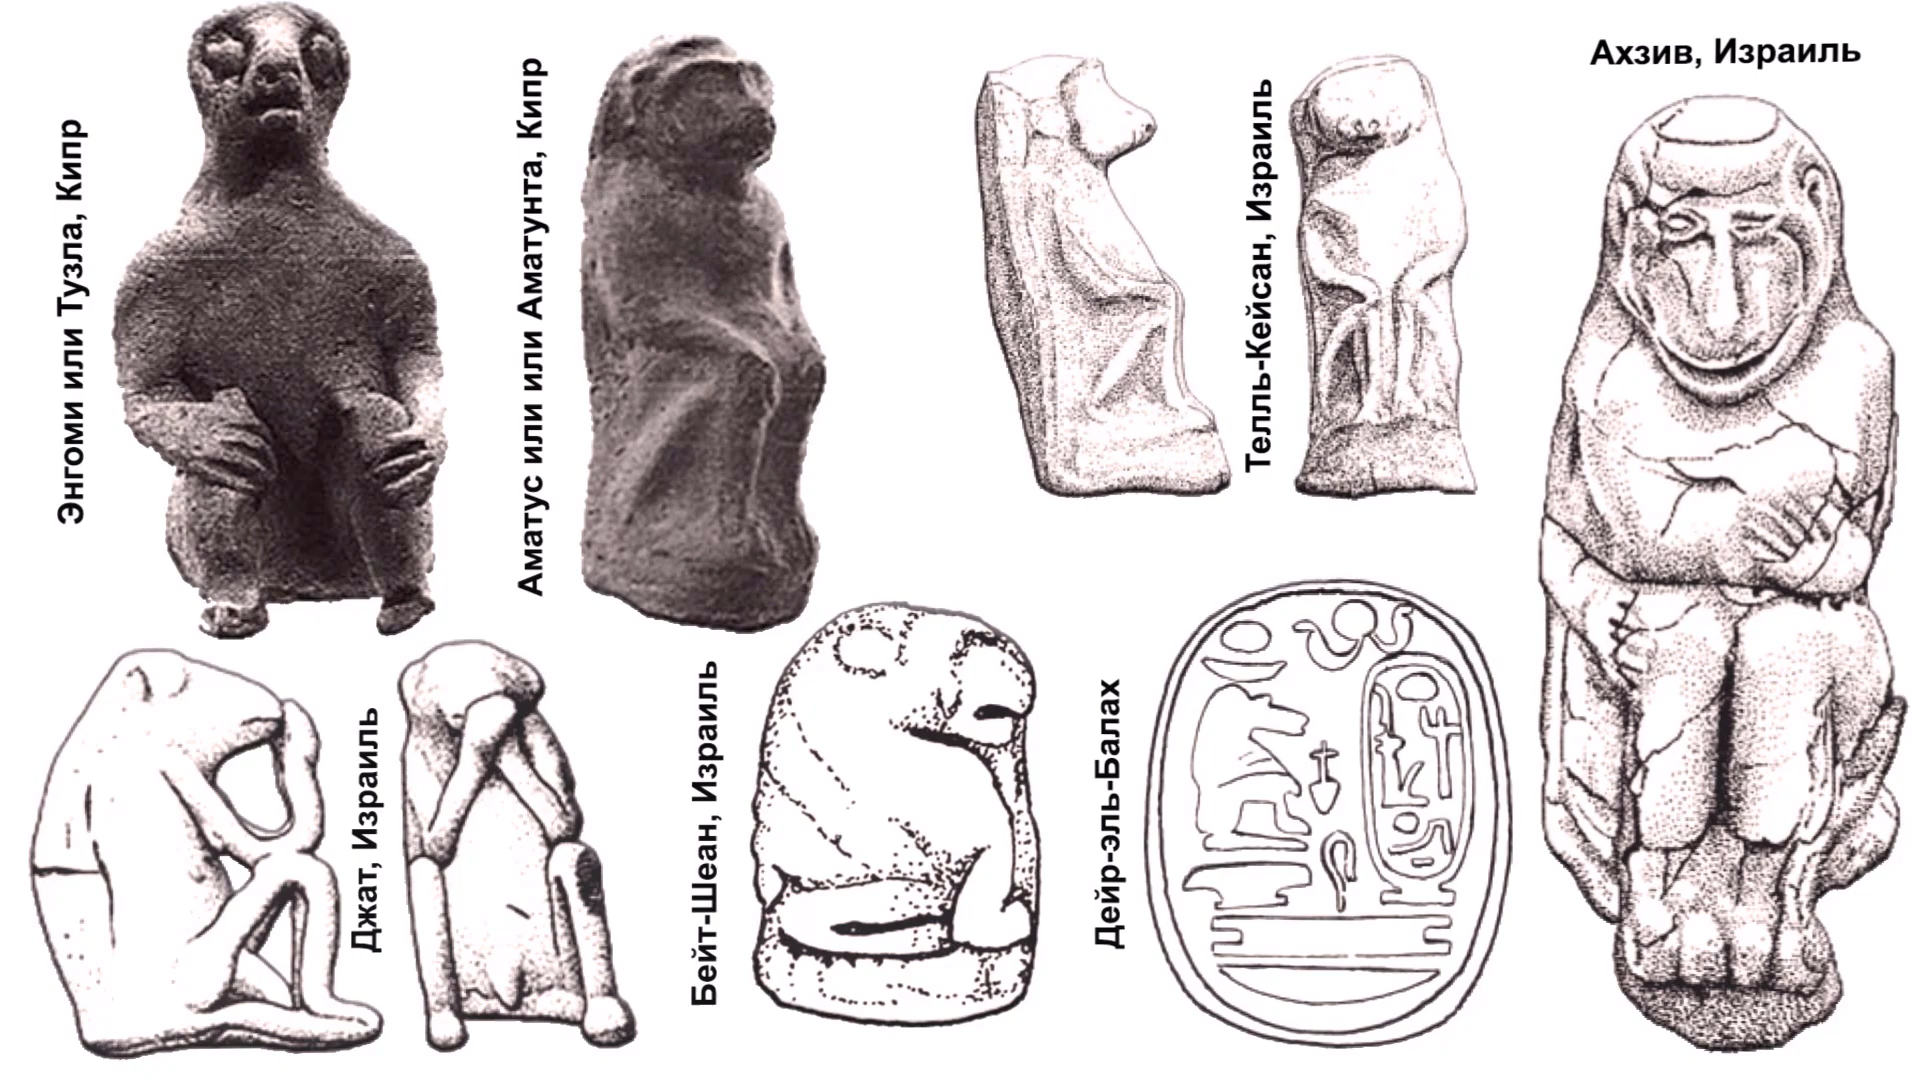 Энгоми или Тузла, Кипр
Аматус или или Аматунта, Кипр
Телль-Кейсан, Израиль
Ахзив, Израиль
Джат, Израиль
Бейт-Шеан, Израиль
Дейр-эль-Балах